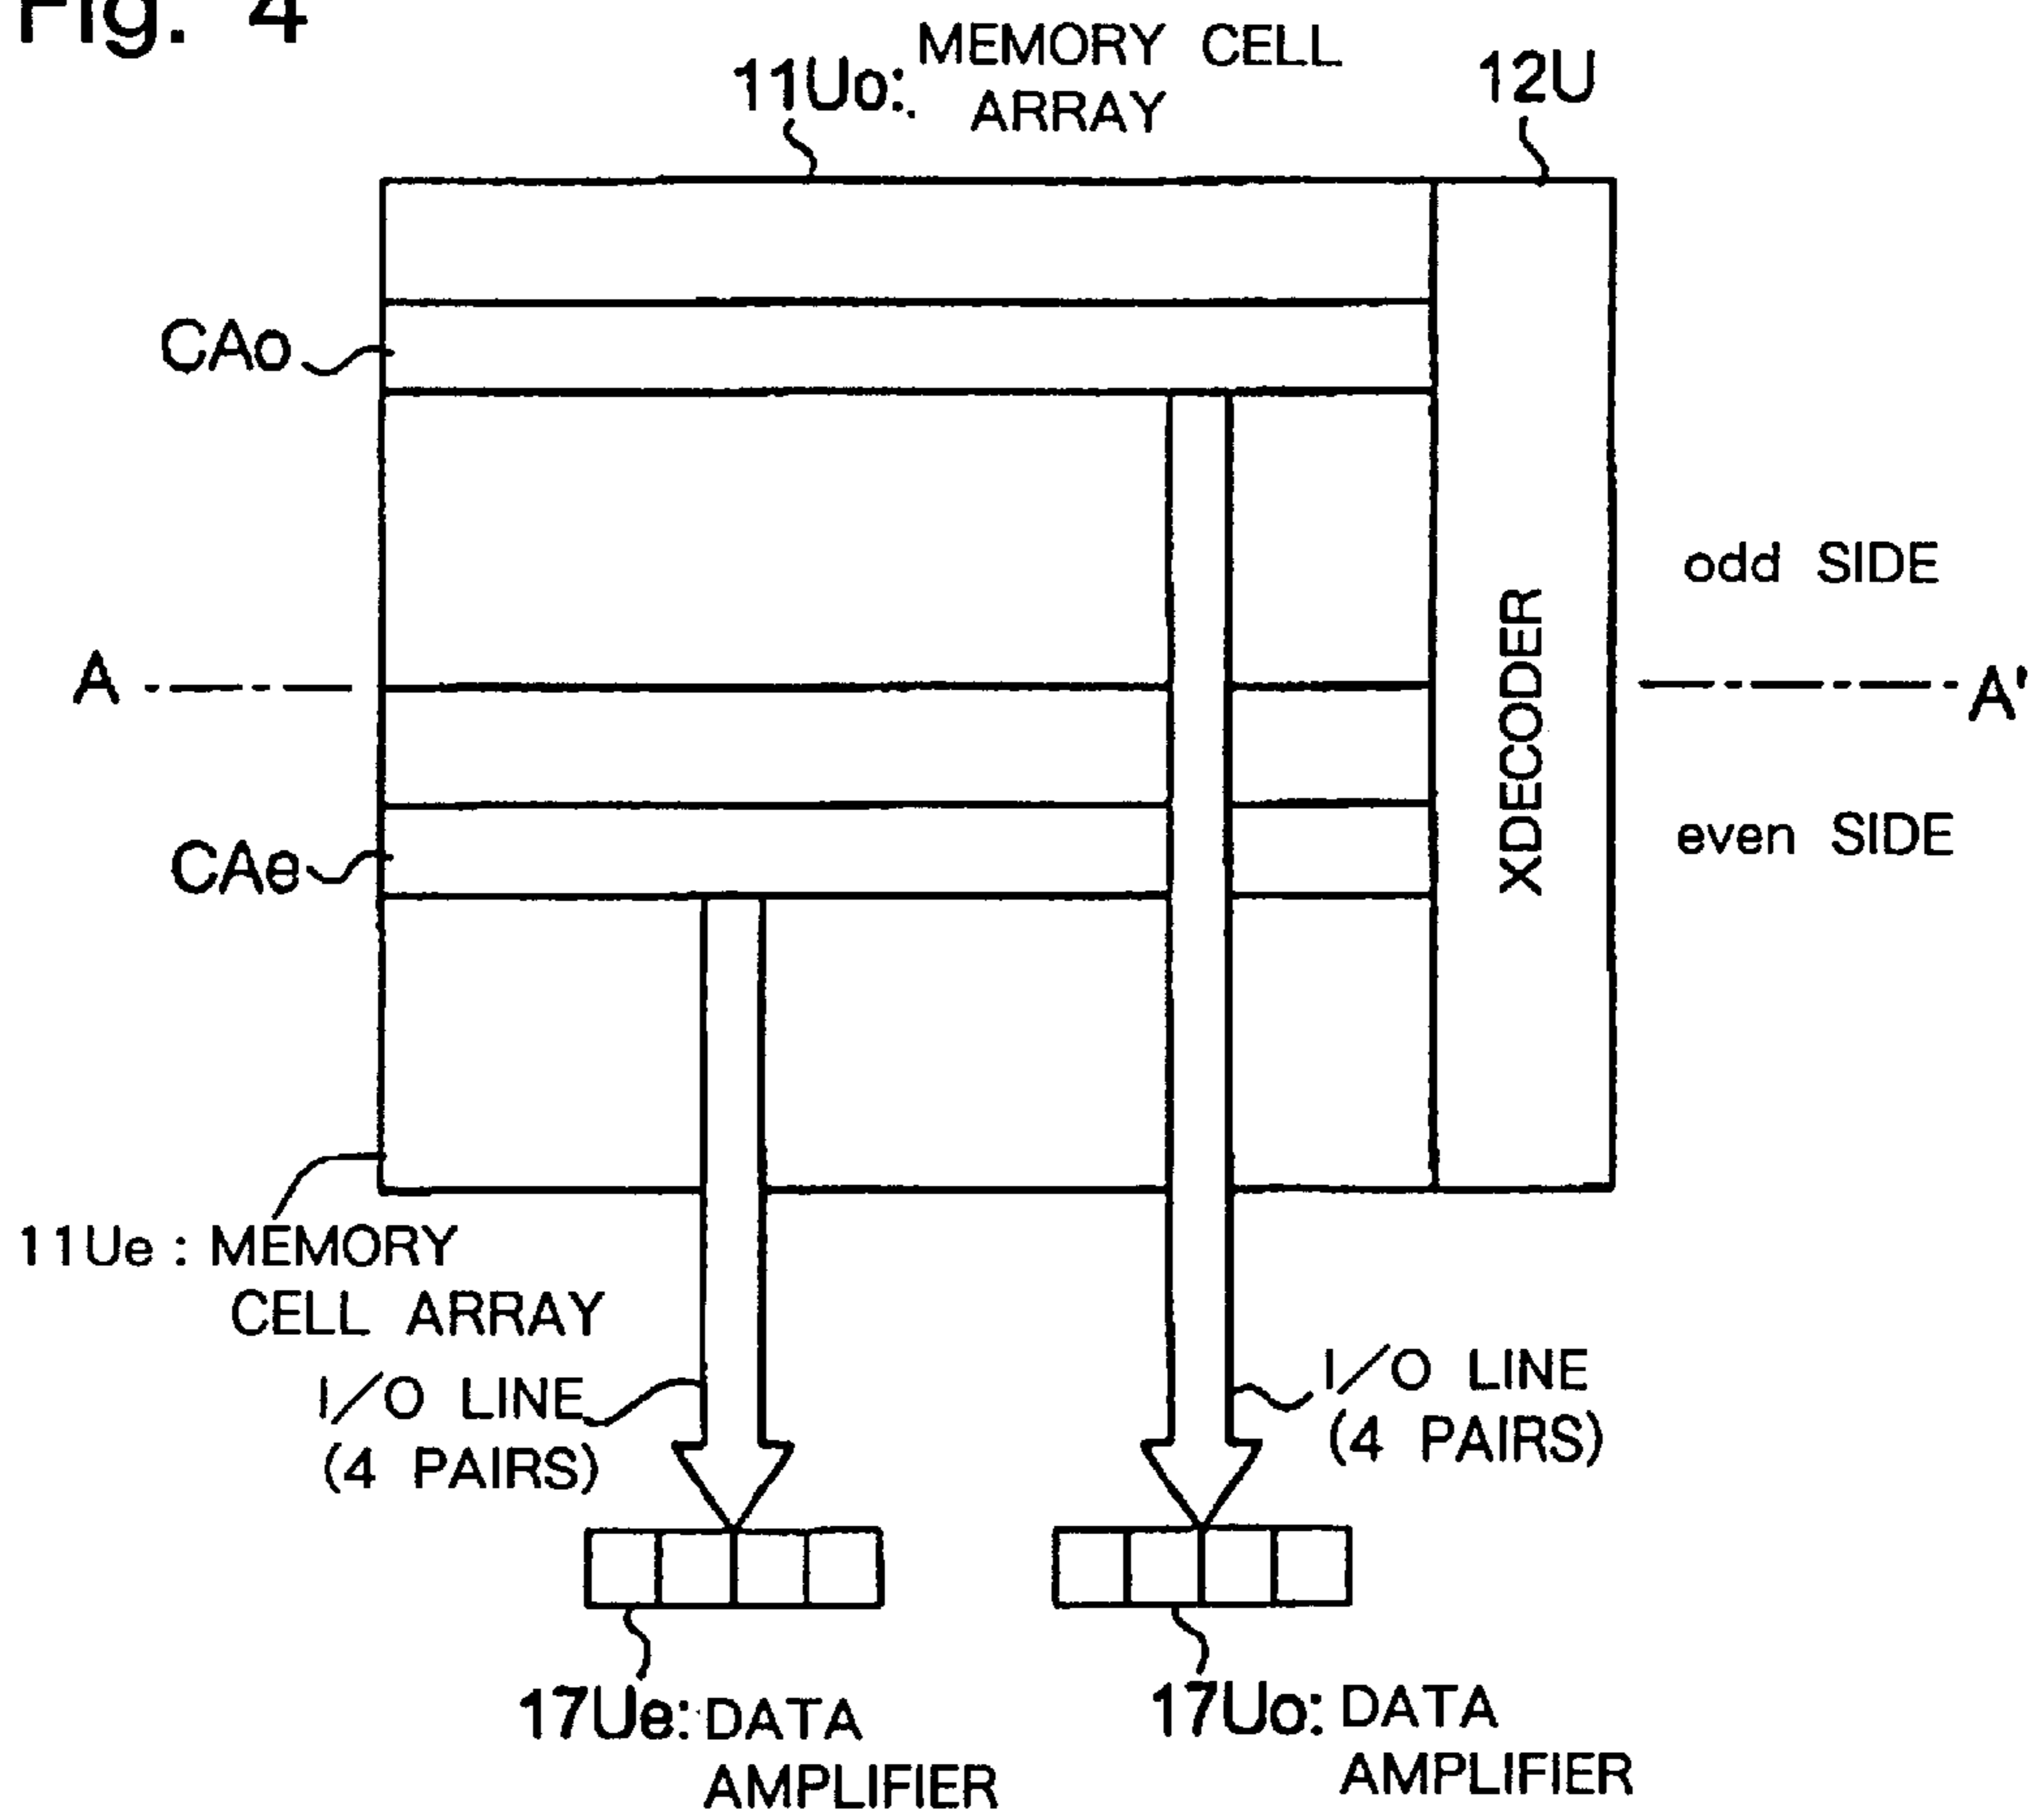 Fig. 4
11Uo: MEMORY CELL
ARRAY
12U
CAo
odd SIDE
A
A'
XDECODER
CAe
even SIDE
11Ue : MEMORY
CELL ARRAY
I/O LINE
(4 PAIRS)
I/O LINE
(4 PAIRS)
17Ue: DATA
AMPLIFIER
17Uo: DATA
AMPLIFIER